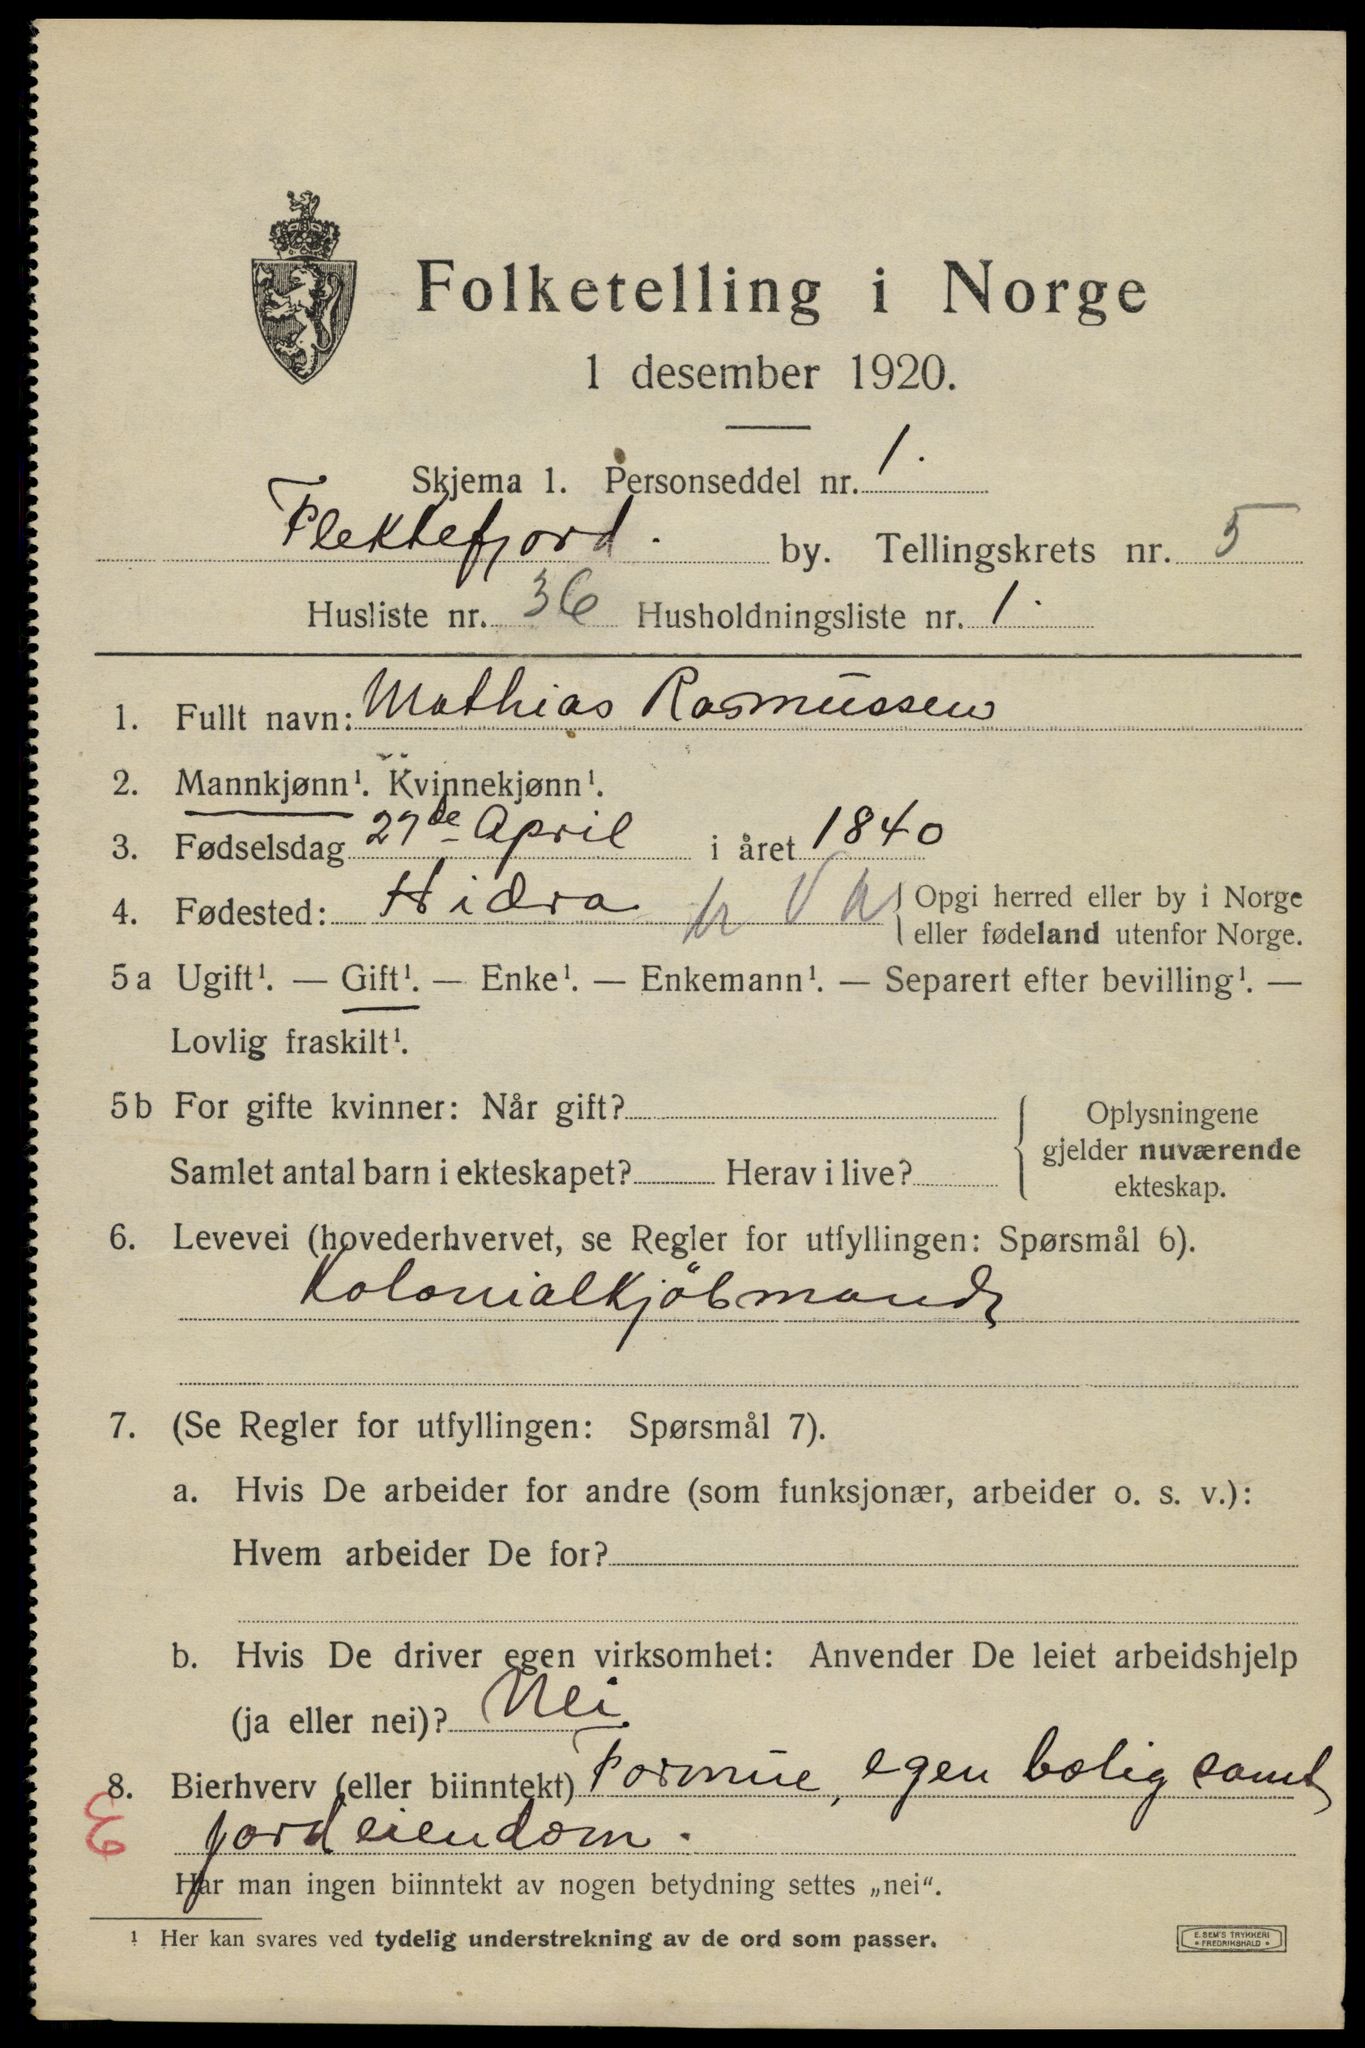 Folketelling i Norge
1 desember 1920.
Skjema 1. Personseddel nr. 1.
Flekkefjord. by. Tellingskrets nr. 5
Husliste nr. 36 Husholdningsliste nr. 1.
1. Fullt navn: Mathias Rasmussen
2. Mannkjønn¹. Kvinnekjønn¹.
3. Fødselsdag 27de April i året 1840
4. Fødested: Hidra { Opgi herred eller by i Norge
eller fødeland utenfor Norge.
5a Ugift¹. — Gift¹. — Enke¹. — Enkemann¹. — Separert efter bevilling¹. —
Lovlig fraskilt¹.
5b For gifte kvinner: Når gift? { Oplysningene
gjelder nuværende
Samlet antal barn i ekteskapet? Herav i live?
ekteskap.
6. Levevei (hovederhvervet, se Regler for utfyllingen: Spørsmål 6).
Kolonialkjöbmand
7. (Se Regler for utfyllingen: Spørsmål 7).
a. Hvis De arbeider for andre (som funksjonær, arbeider o. s. v.):
Hvem arbeider De for?
b. Hvis De driver egen virksomhet: Anvender De leiet arbeidshjelp
(ja eller nei)? Nei
8. Bierhverv (eller biinntekt) Formue, egen bolig samt
jordeiendom.
Har man ingen biinntekt av nogen betydning settes „nei“.
¹ Her kan svares ved tydelig understrekning av de ord som passer.
E. SEM'S TRYKKERI
FREDRIKSHALD